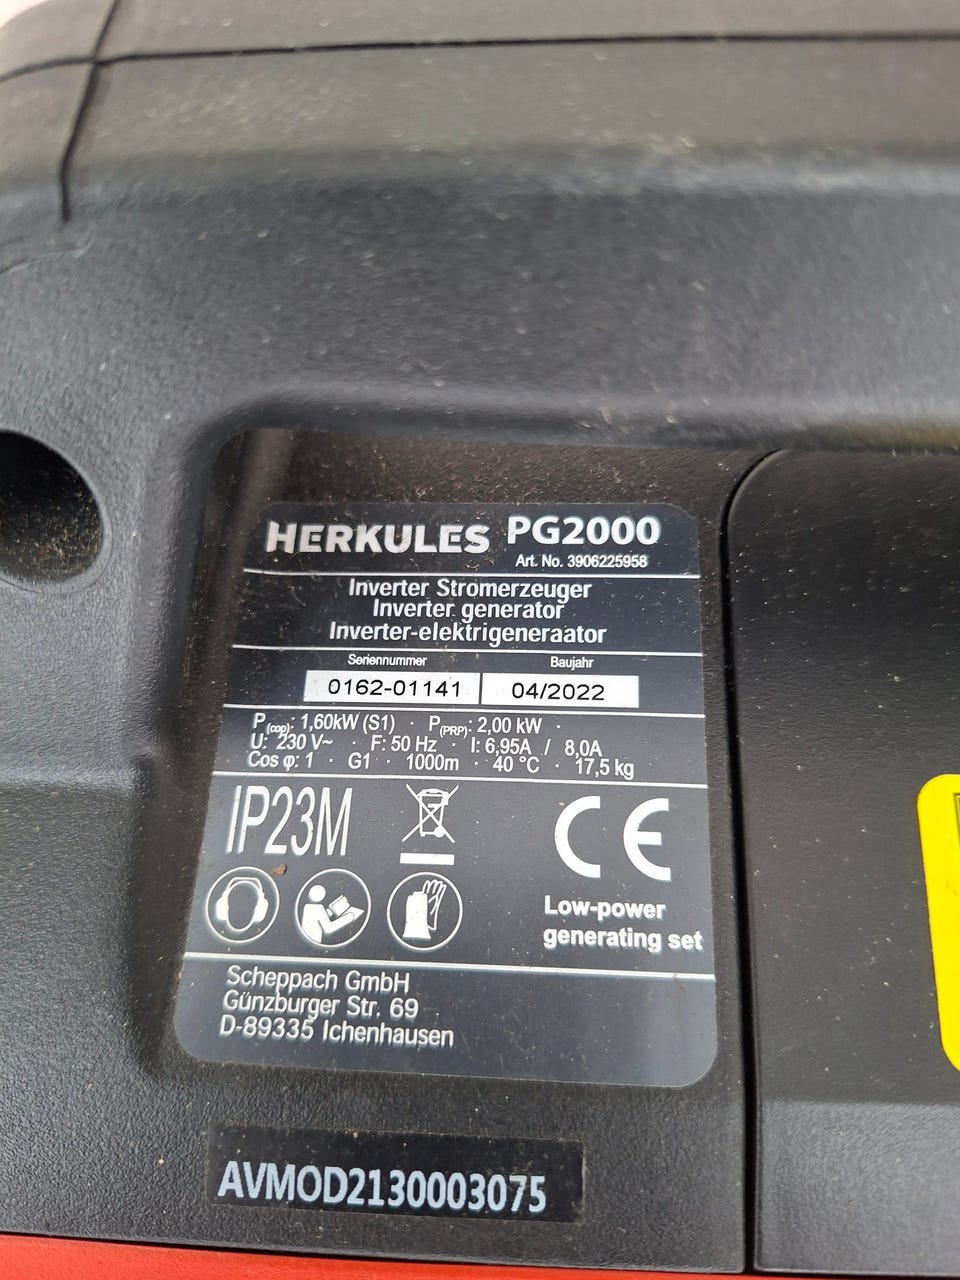 HERKULES PG2000
Art. No. 3906225958
Inverter Stromerzeuger
Inverter generator
Inverter-elektrigeneraator
Seriennummer Baujahr
0162-01141 04/2022
P(cop): 1,60kW (S1) · P(PRP): 2,00 kW ·
U: 230 V~ · F: 50 Hz · I: 6,95A / 8,0A
Cos φ: 1 · G1 · 1000m · 40 °C · 17,5 kg
IP23M
CE
Low-power
generating set
Scheppach GmbH
Günzburger Str. 69
D-89335 Ichenhausen
AVMOD2130003075